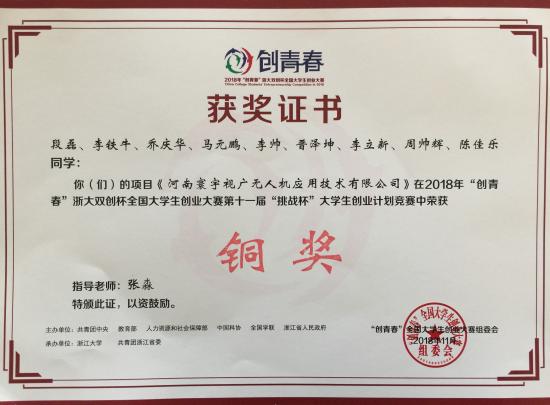 创青春
2018年“创青春”浙大双创杯全国大学生创业大赛
China College Students' Entrepreneurship Competition in 2018
获奖证书
段磊、李铁牛、乔庆华、马元鹏、李帅、晋泽坤、李立新、周帅辉、陈佳乐
同学：
你（们）的项目《河南寰宇视广无人机应用技术有限公司》在2018年“创青
春”浙大双创杯全国大学生创业大赛第十一届“挑战杯”大学生创业计划竞赛中荣获
铜奖
指导老师：张淼
特颁此证，以资鼓励。
主办单位：共青团中央 教育部 人力资源和社会保障部 中国科协 全国学联 浙江省人民政府
承办单位：浙江大学 共青团浙江省委
“创青春”全国大学生创业大赛组委会
2018年11月
组委会